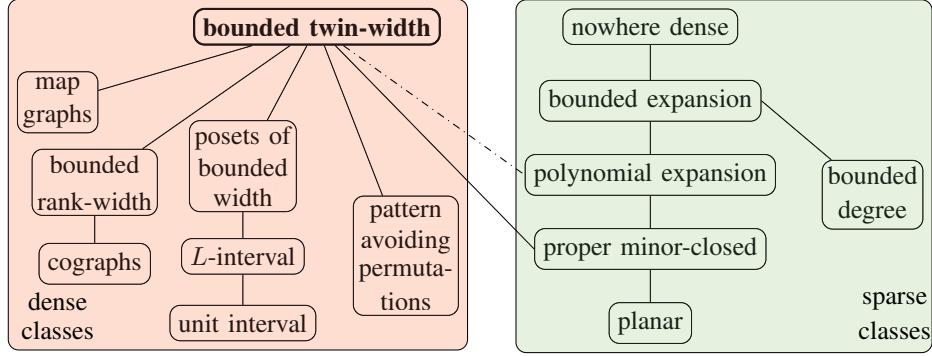 bounded twin-width
map
graphs
bounded
rank-width
cographs
posets of
bounded
width
L-interval
unit interval
pattern
avoiding
permuta-
tions
dense
classes
nowhere dense
bounded expansion
polynomial expansion
bounded
degree
proper minor-closed
planar
sparse
classes